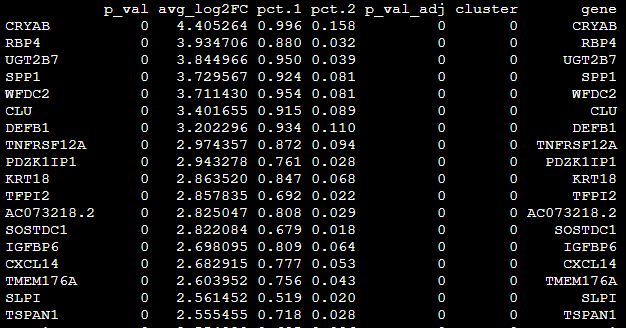 p_val avg_log2FC pct.1 pct.2 p_val_adj cluster gene
CRYAB 0 4.405264 0.996 0.158 0 0 CRYAB
RBP4 0 3.934706 0.880 0.032 0 0 RBP4
UGT2B7 0 3.844966 0.950 0.039 0 0 UGT2B7
SPP1 0 3.729567 0.924 0.081 0 0 SPP1
WFDC2 0 3.711430 0.954 0.081 0 0 WFDC2
CLU 0 3.401655 0.915 0.089 0 0 CLU
DEFB1 0 3.202296 0.934 0.110 0 0 DEFB1
TNFRSF12A 0 2.974357 0.872 0.094 0 0 TNFRSF12A
PDZK1IP1 0 2.943278 0.761 0.028 0 0 PDZK1IP1
KRT18 0 2.863520 0.847 0.068 0 0 KRT18
TFPI2 0 2.857835 0.692 0.022 0 0 TFPI2
AC073218.2 0 2.825047 0.808 0.029 0 0 AC073218.2
SOSTDC1 0 2.822084 0.679 0.018 0 0 SOSTDC1
IGFBP6 0 2.698095 0.809 0.064 0 0 IGFBP6
CXCL14 0 2.682915 0.777 0.053 0 0 CXCL14
TMEM176A 0 2.603952 0.756 0.043 0 0 TMEM176A
SLPI 0 2.561452 0.519 0.020 0 0 SLPI
TSPAN1 0 2.555455 0.718 0.028 0 0 TSPAN1